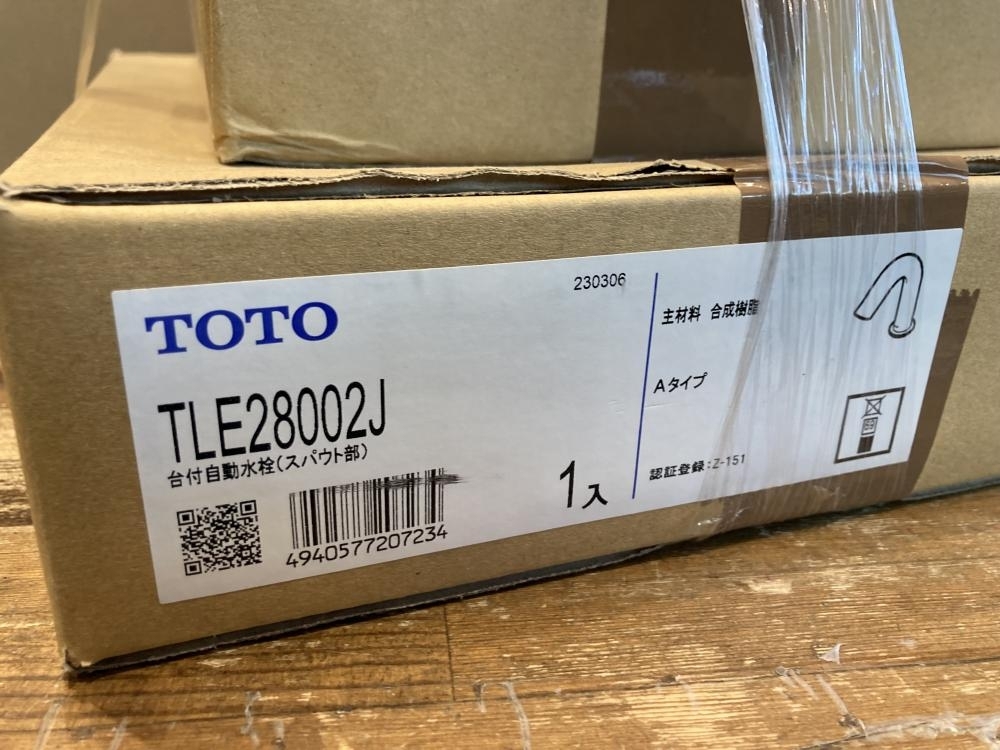 TOTO
230306
TLE28002J
台付自動水栓(スパウト部)
4940577207234
1入
主材料 合成樹脂
Aタイプ
認証登録:Z-151